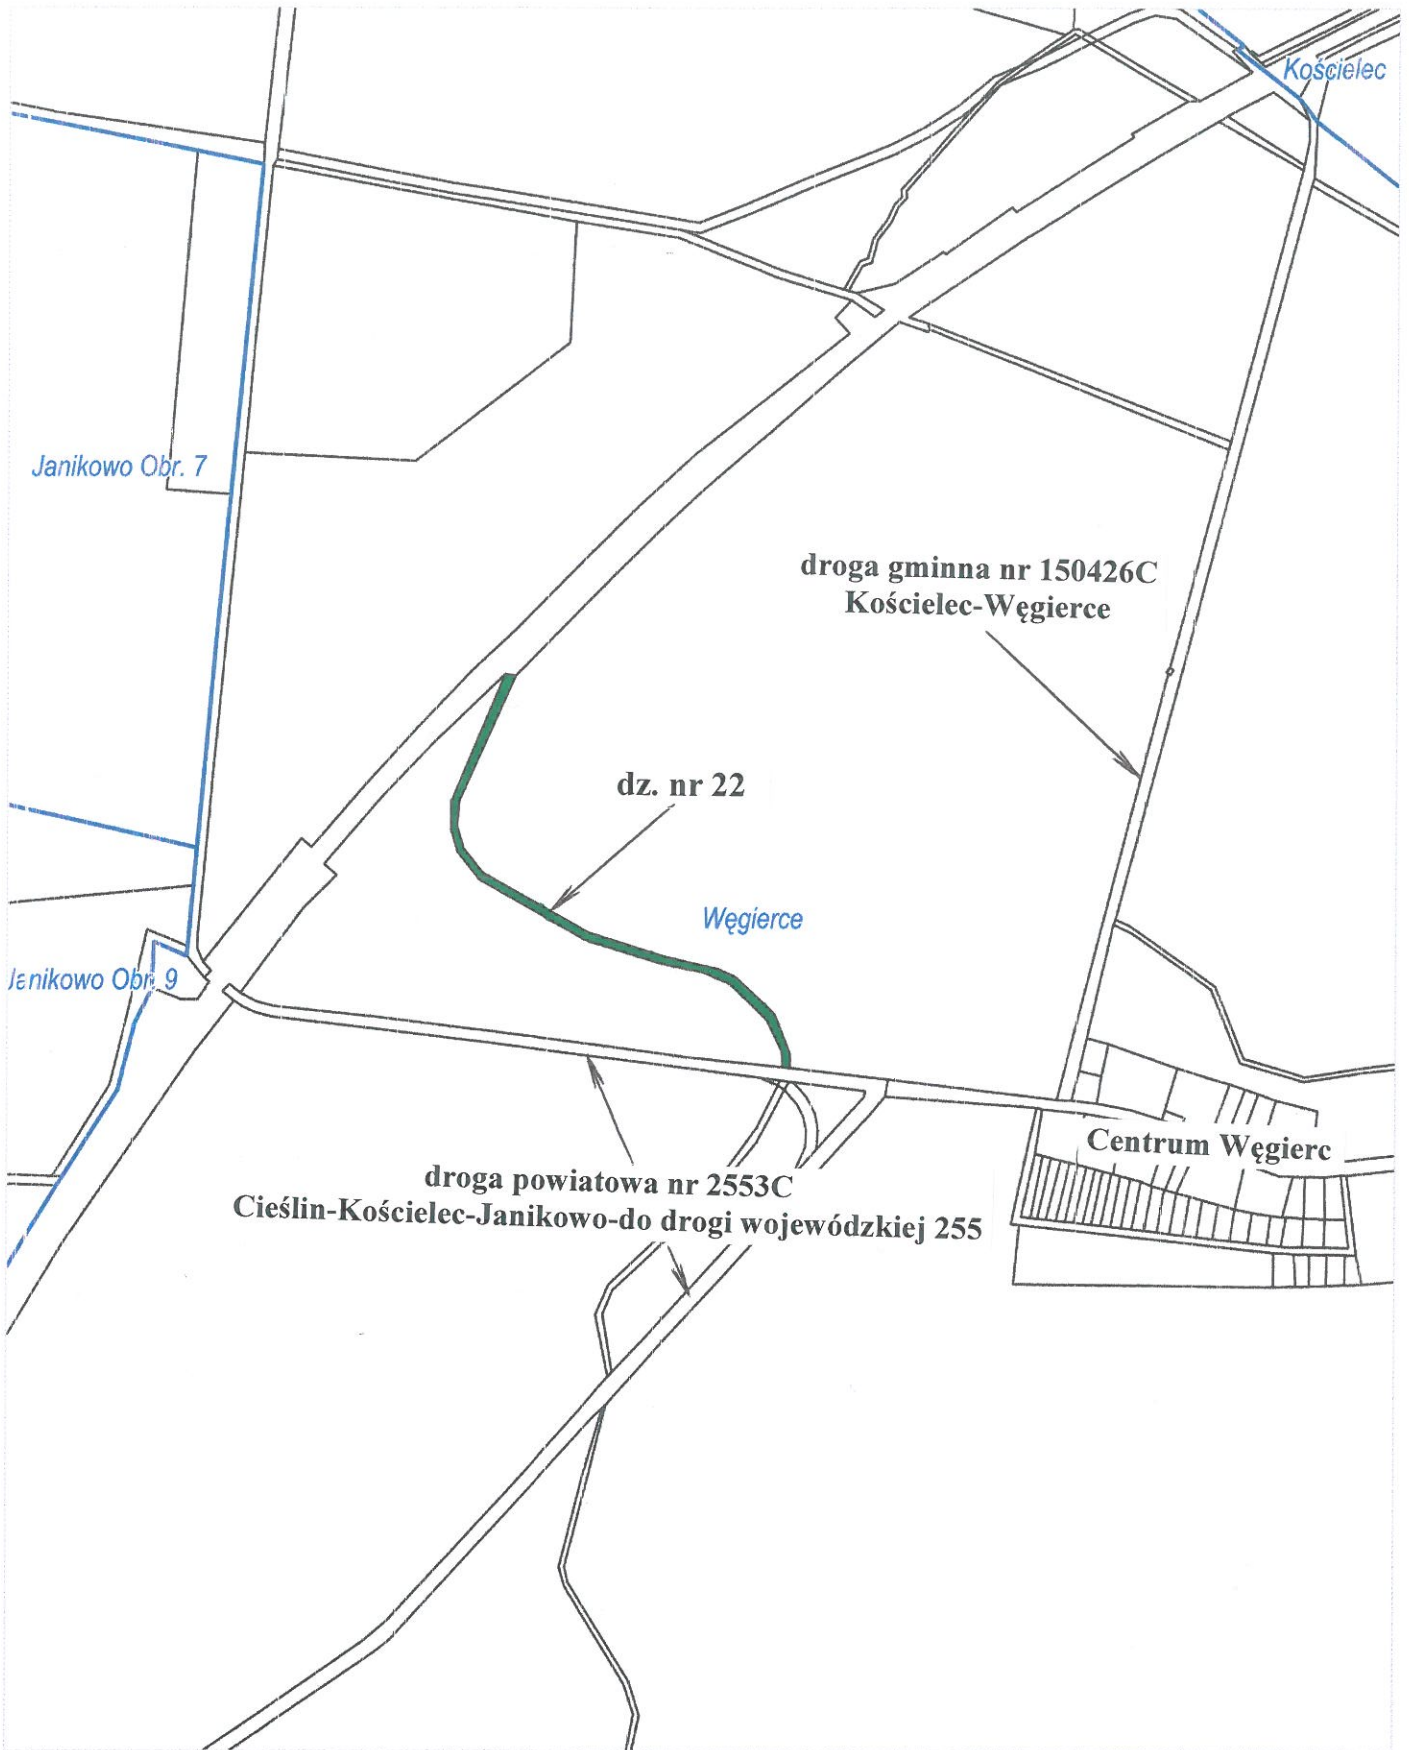 Kościelec
Janikowo Obr. 7
droga gminna nr 150426C
Kościelec-Węgierce
dz. nr 22
Węgierce
Janikowo Obr. 9
Centrum Węgierc
droga powiatowa nr 2553C
Cieślin-Kościelec-Janikowo-do drogi wojewódzkiej 255